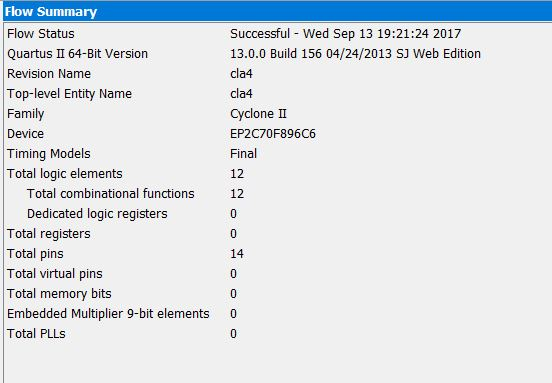 Flow Summary
Flow Status Successful - Wed Sep 13 19:21:24 2017
Quartus II 64-Bit Version 13.0.0 Build 156 04/24/2013 SJ Web Edition
Revision Name cla4
Top-level Entity Name cla4
Family Cyclone II
Device EP2C70F896C6
Timing Models Final
Total logic elements 12
Total combinational functions 12
Dedicated logic registers 0
Total registers 0
Total pins 14
Total virtual pins 0
Total memory bits 0
Embedded Multiplier 9-bit elements 0
Total PLLs 0